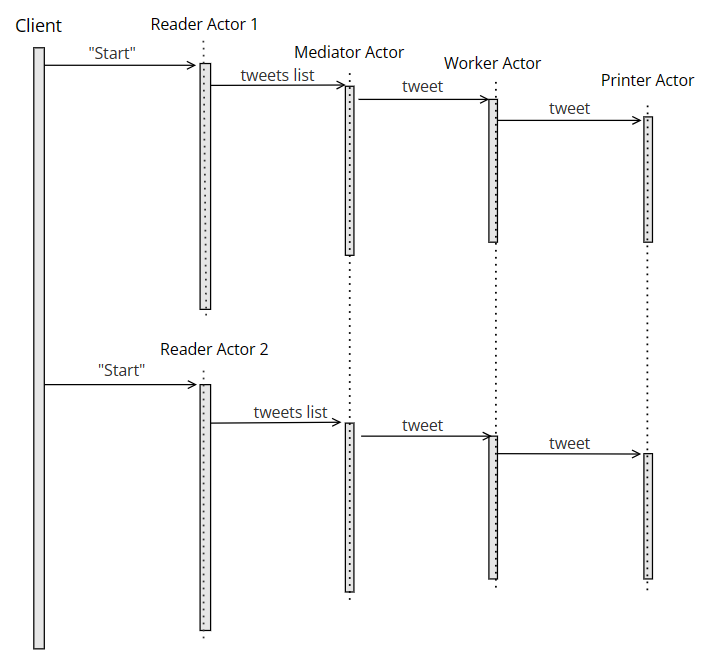 Client
Reader Actor 1
Mediator Actor
Worker Actor
Printer Actor
"Start"
tweets list
tweet
tweet
Reader Actor 2
"Start"
tweets list
tweet
tweet